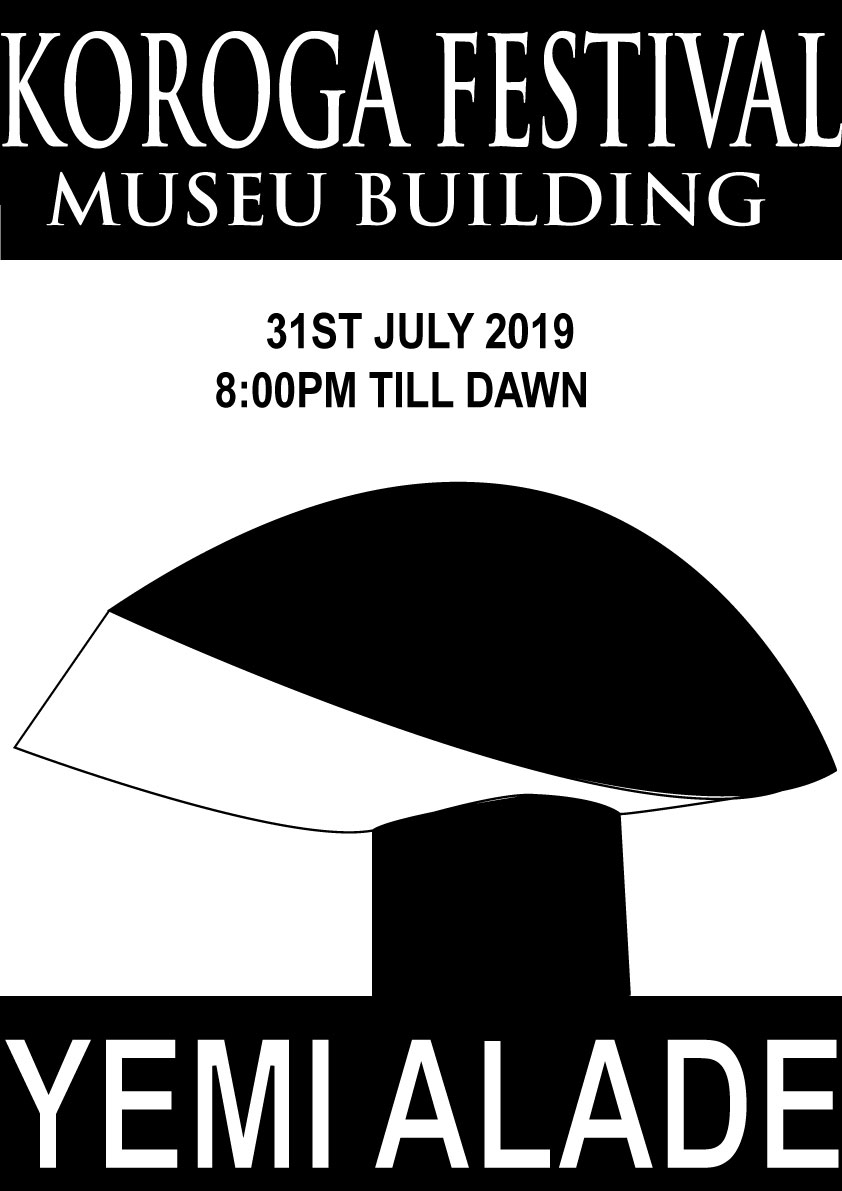 KOROGA FESTIVAL
MUSEU BUILDING
31ST JULY 2019
8:00PM TILL DAWN
YEMI ALADE